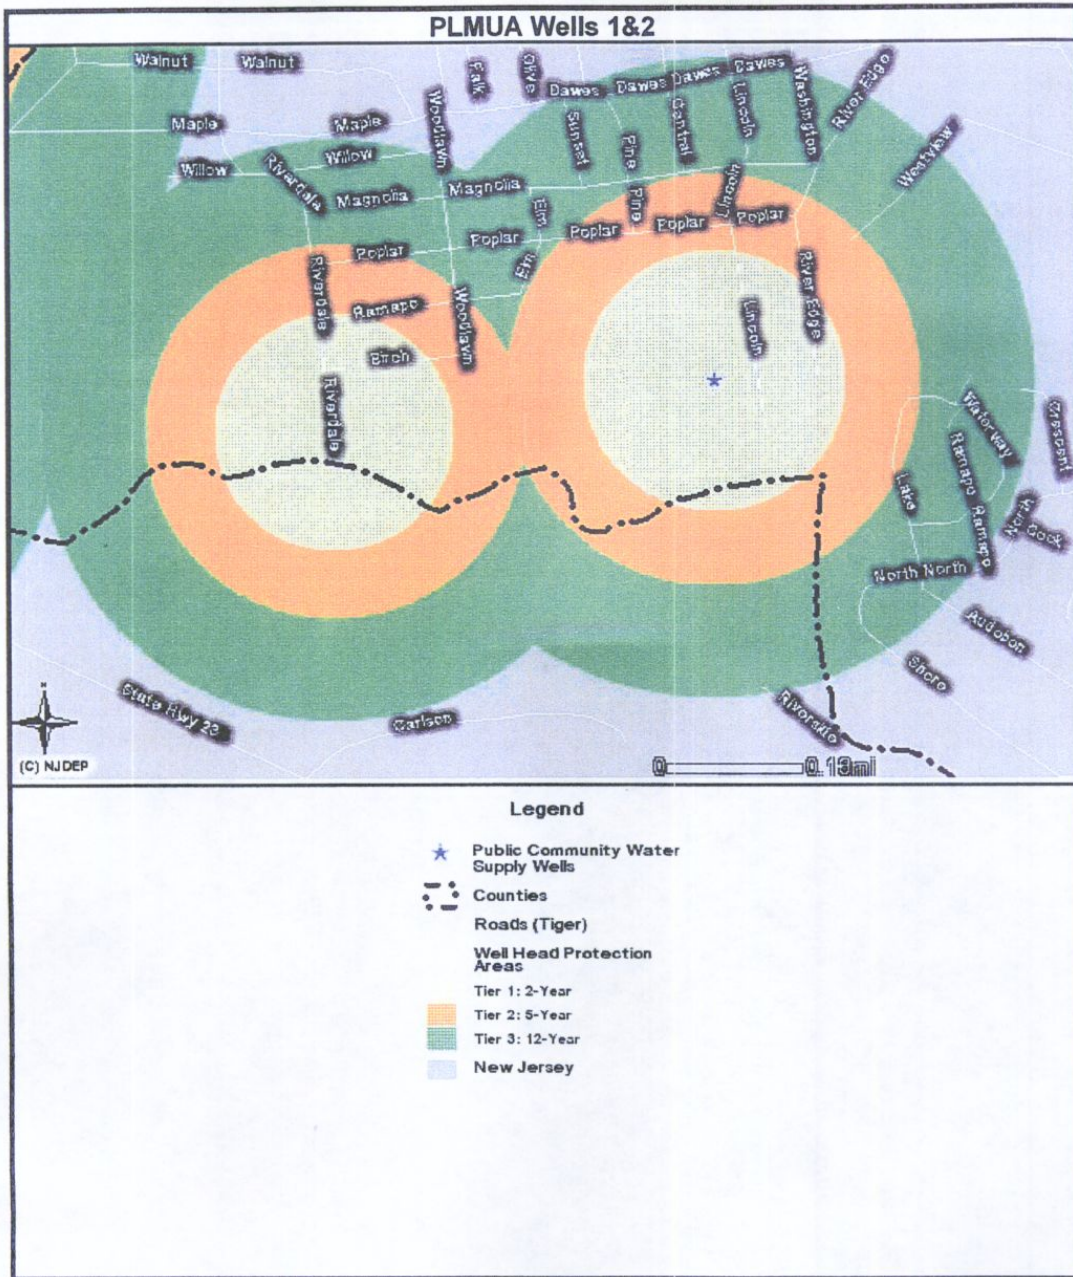 PLMUA Wells 1&2
Walnut
Walnut
Falk
Olive
Dawes
Dawes
Dawes
Dawes
Washington
River Edge
Maple
Maple
Woodlawn
Sunset
Pine
Cantrall
Lincoln
Westview
Willow
Willow
Riverdale
Magnolia
Magnolia
Elm
Pine
Lincoln
Poplar
Poplar
Poplar
Poplar
Poplar
Elm
Riverdale
Ramapo
Woodlawn
Birch
Lincoln
River Edge
Riverdale
Waterway
Crescent
Ramapo
Lake
Ramapo
North
Cook
North North
Audobon
Shore
Riverside
State Hwy 23
Carlson
N
(C) NJDEP
0
0.13mi
Legend
Public Community Water
Supply Wells
Counties
Roads (Tiger)
Well Head Protection
Areas
Tier 1: 2-Year
Tier 2: 5-Year
Tier 3: 12-Year
New Jersey